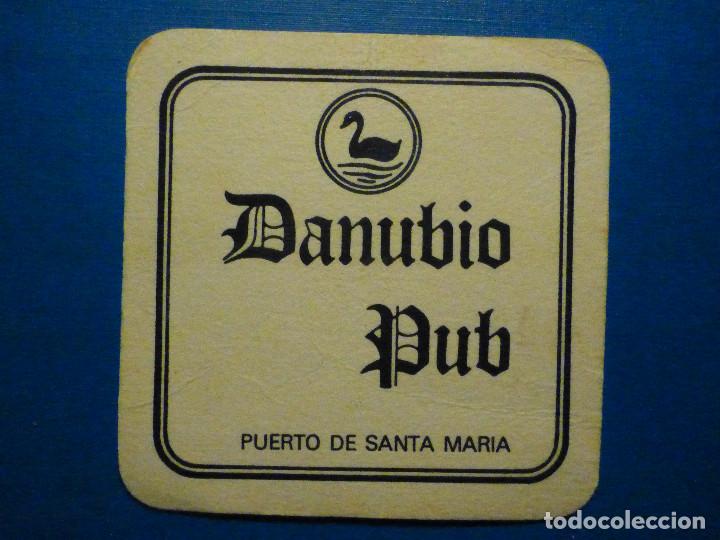 Danubio
Pub
PUERTO DE SANTA MARIA
todocoleccion